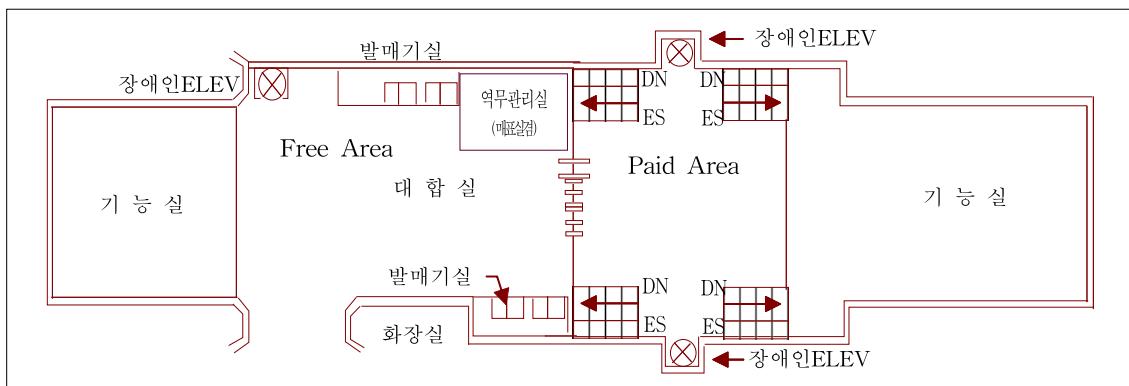 장애인ELEV
발매기실
장애인ELEV
DN
DN
역무관리실
(매표실겸)
ES
ES
Free Area
Paid Area
대 합 실
기 능 실
기 능 실
발매기실
DN
DN
화장실
ES
ES
장애인ELEV